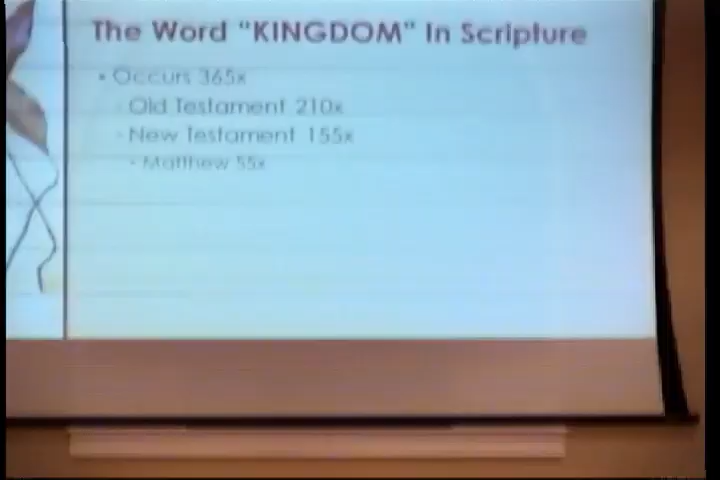 The Word "KINGDOM" In Scripture
• Occurs 365x
• Old Testament 210x
• New Testament 155x
• Matthew 55x